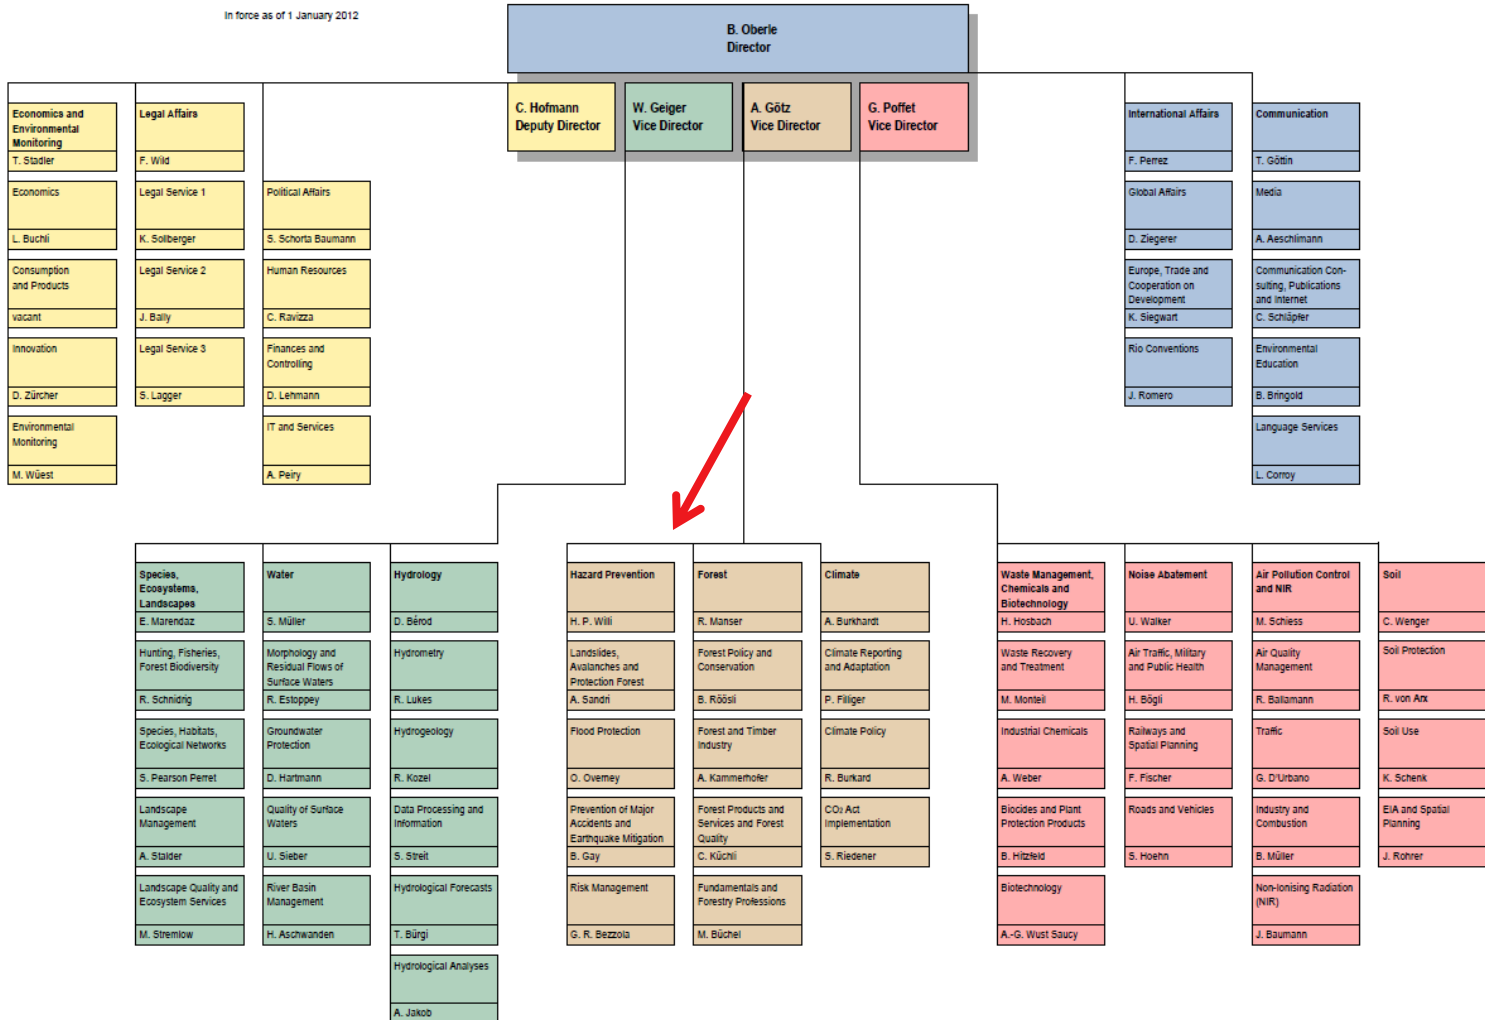 In force as of 1 January 2012
B. Oberle
Director
C. Hofmann
Deputy Director
W. Geiger
Vice Director
A. Götz
Vice Director
G. Poffet
Vice Director
Economics and
Environmental
Monitoring
T. Stadler
Economics
L. Buchli
Consumption
and Products
vacant
Innovation
D. Zürcher
Environmental
Monitoring
M. Wüest
Legal Affairs
F. Wild
Legal Service 1
K. Sollberger
Legal Service 2
J. Bally
Legal Service 3
S. Lagger
Political Affairs
S. Schorta Baumann
Human Resources
C. Ravizza
Finances and
Controlling
D. Lehmann
IT and Services
A. Peiry
International Affairs
F. Perrez
Global Affairs
D. Ziegerer
Europe, Trade and
Cooperation on
Development
K. Siegwart
Rio Conventions
J. Romero
Communication
T. Göttin
Media
A. Aeschlimann
Communication Con-
sulting, Publications
and Internet
C. Schläpfer
Environmental
Education
B. Bringold
Language Services
L. Corroy
Species,
Ecosystems,
Landscapes
E. Marendaz
Hunting, Fisheries,
Forest Biodiversity
R. Schnidrig
Species, Habitats,
Ecological Networks
S. Pearson Perret
Landscape
Management
A. Stalder
Landscape Quality and
Ecosystem Services
M. Stremlow
Water
S. Müller
Morphology and
Residual Flows of
Surface Waters
R. Estoppey
Groundwater
Protection
D. Hartmann
Quality of Surface
Waters
U. Sieber
River Basin
Management
H. Aschwanden
Hydrology
D. Bérod
Hydrometry
R. Lukes
Hydrogeology
R. Kozel
Data Processing and
Information
S. Streit
Hydrological Forecasts
T. Bürgi
Hydrological Analyses
A. Jakob
Hazard Prevention
H. P. Willi
Landslides,
Avalanches and
Protection Forest
A. Sandri
Flood Protection
O. Overney
Prevention of Major
Accidents and
Earthquake Mitigation
B. Gay
Risk Management
G. R. Bezzola
Forest
R. Manser
Forest Policy and
Conservation
B. Röösli
Forest and Timber
Industry
A. Kammerhofer
Forest Products and
Services and Forest
Quality
C. Küchli
Fundamentals and
Forestry Professions
M. Büchel
Climate
A. Burkhardt
Climate Reporting
and Adaptation
P. Filliger
Climate Policy
R. Burkard
CO₂ Act
Implementation
S. Riedener
Waste Management,
Chemicals and
Biotechnology
H. Hosbach
Waste Recovery
and Treatment
M. Monteil
Industrial Chemicals
A. Weber
Biocides and Plant
Protection Products
B. Hitzfeld
Biotechnology
A.-G. Wust Saucy
Noise Abatement
U. Walker
Air Traffic, Military
and Public Health
H. Bögli
Railways and
Spatial Planning
F. Fischer
Roads and Vehicles
S. Hoehn
Air Pollution Control
and NIR
M. Schiess
Air Quality
Management
R. Ballaman
Traffic
G. D'Urbano
Industry and
Combustion
B. Müller
Non-Ionising Radiation
(NIR)
J. Baumann
Soil
C. Wenger
Soil Protection
R. von Arx
Soil Use
K. Schenk
EIA and Spatial
Planning
J. Rohrer